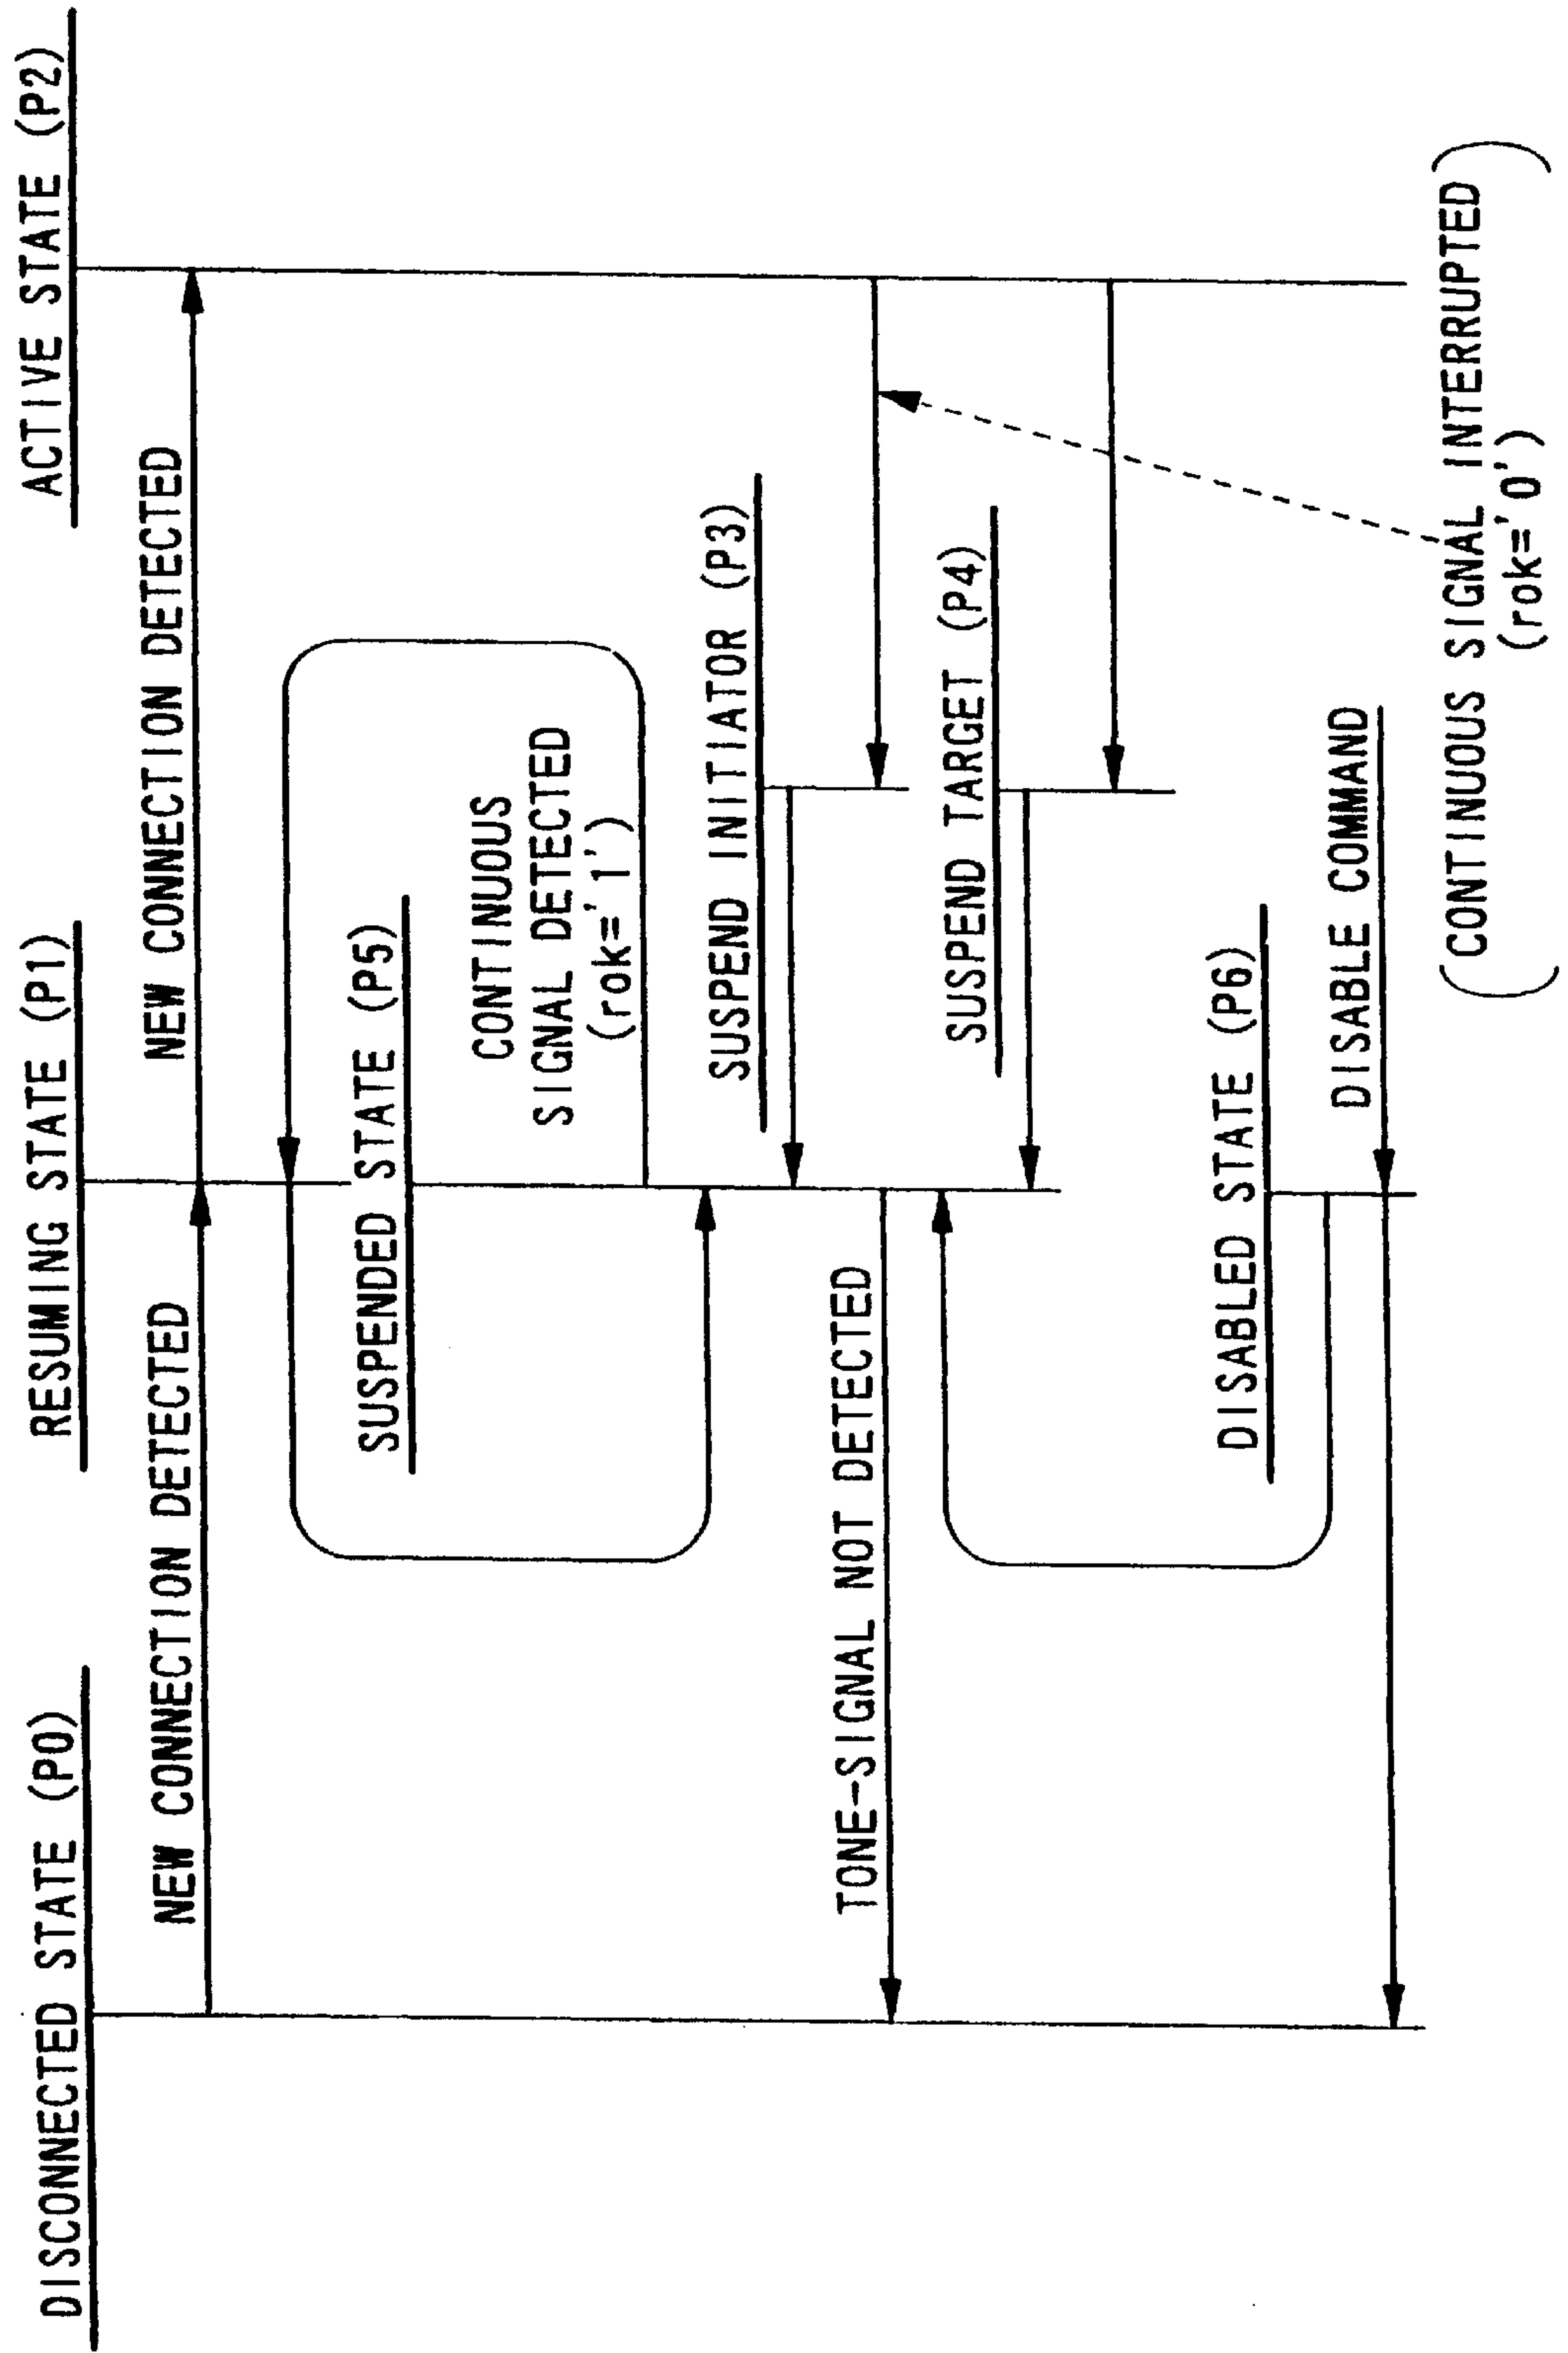 DISCONNECTED STATE (P0)
RESUMING STATE (P1)
ACTIVE STATE (P2)
NEW CONNECTION DETECTED
NEW CONNECTION DETECTED
SUSPENDED STATE (P5)
CONTINUOUS
SIGNAL DETECTED
(rok='1')
SUSPEND INITIATOR (P3)
TONE-SIGNAL NOT DETECTED
SUSPEND TARGET (P4)
DISABLED STATE (P6)
DISABLE COMMAND
(CONTINUOUS SIGNAL INTERRUPTED)
(rok='0')